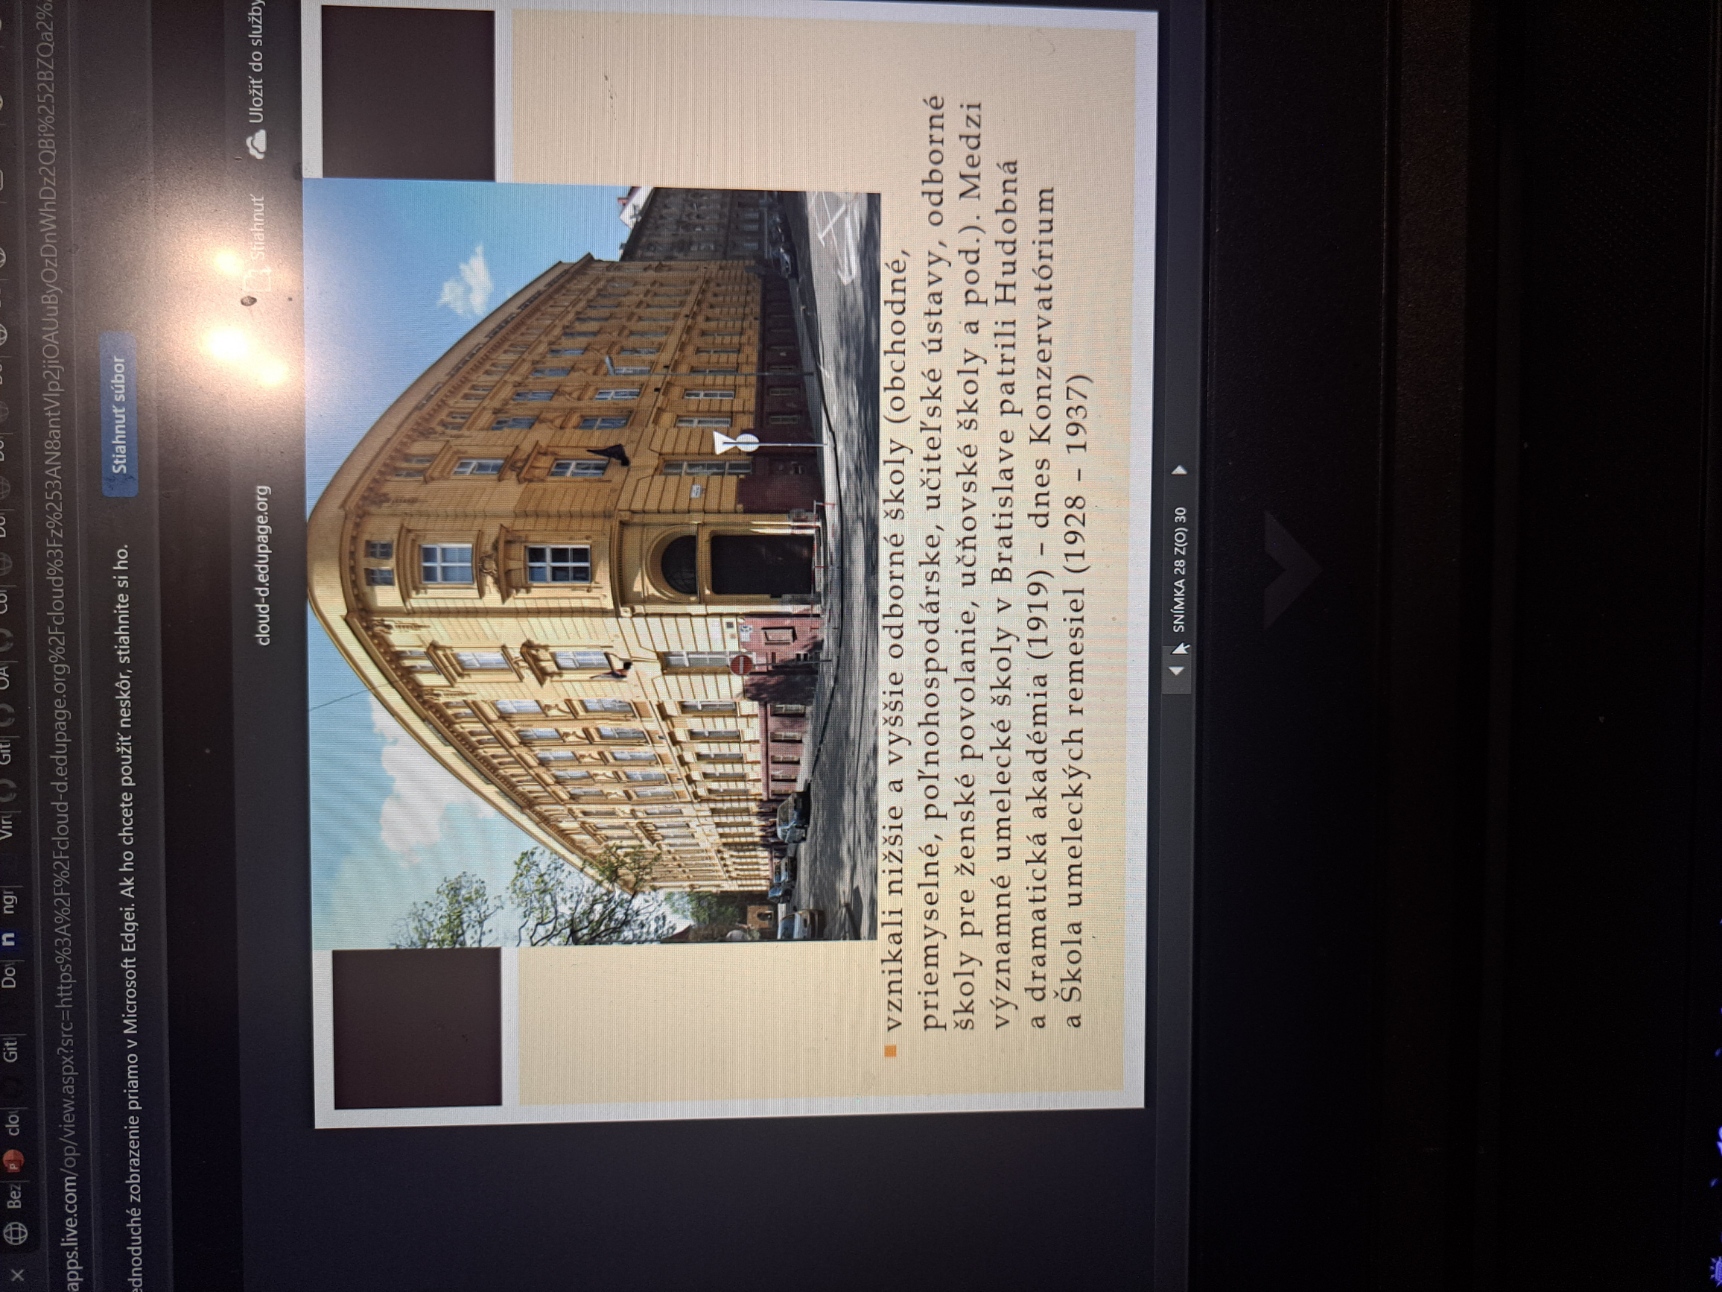 Bez
clo
Git
Do
n
ngr
Vir
Git
apps.live.com/op/view.aspx?src=https%3A%2F%2Fcloud-d.edupage.org%2Fcloud%3Fz%253AN8antVlp2jiOAUuByOzDnWhDz2QBi%252BZQa2%
ednoduché zobrazenie priamo v Microsoft Edgei. Ak ho chcete použiť neskôr, stiahnite si ho.
Stiahnuť súbor
cloud-d.edupage.org
Stiahnuť
Uložiť do služby
vznikali nižšie a vyššie odborné školy (obchodné,
priemyselné, poľnohospodárske, učiteľské ústavy, odborné
školy pre ženské povolanie, učňovské školy a pod.). Medzi
významné umelecké školy v Bratislave patrili Hudobná
a dramatická akadémia (1919) – dnes Konzervatórium
a Škola umeleckých remesiel (1928 – 1937)
SNÍMKA 28 Z(O) 30